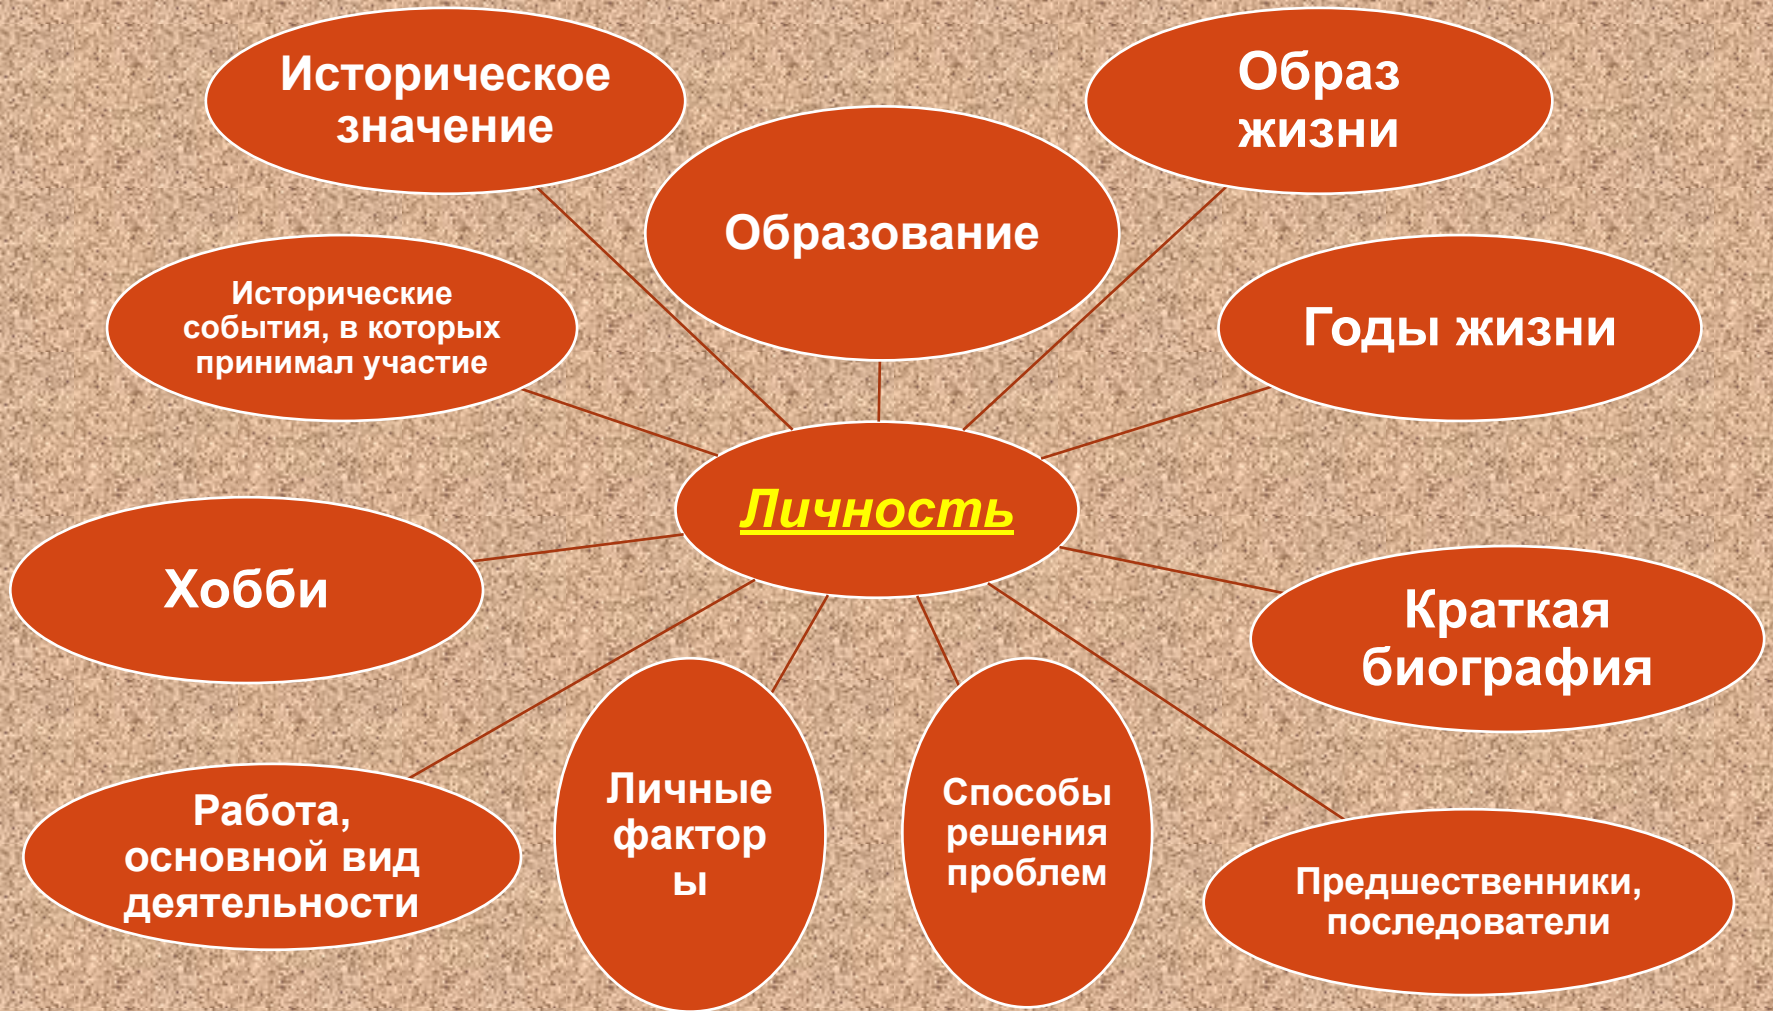 Историческое
значение
Образ
жизни
Образование
Исторические
события, в которых
принимал участие
Годы жизни
Личность
Хобби
Краткая
биография
Работа,
основной вид
деятельности
Личные
фактор
ы
Способы
решения
проблем
Предшественники,
последователи